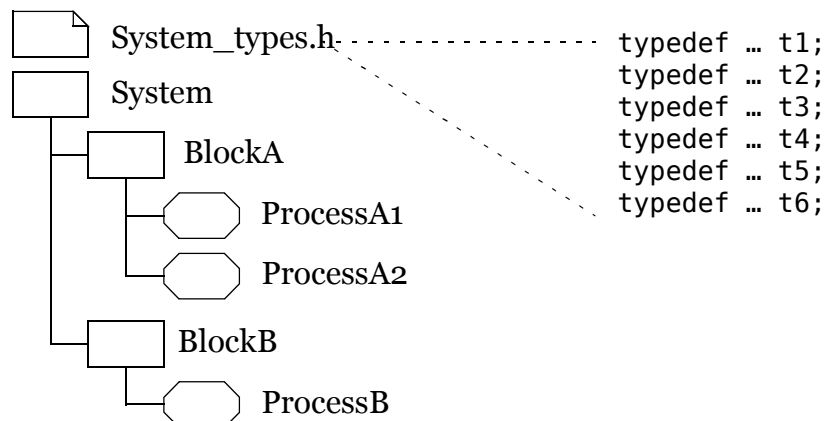 System_types.h
typedef … t1;
System
typedef … t2;
typedef … t3;
typedef … t4;
typedef … t5;
typedef … t6;
BlockA
ProcessA1
ProcessA2
BlockB
ProcessB